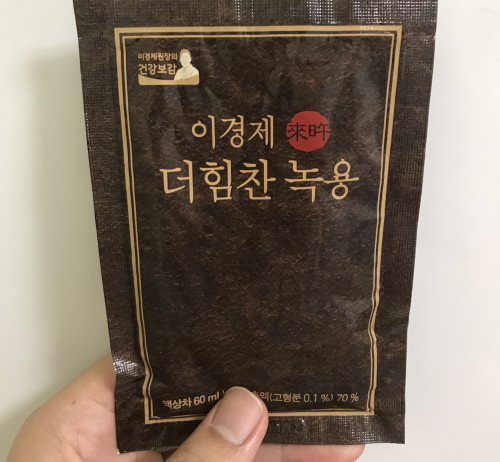 이경제원장의
건강보감
이경제 來昨
더힘찬 녹용
액상차 60 ml 액(고형분 0.1 %) 70 %